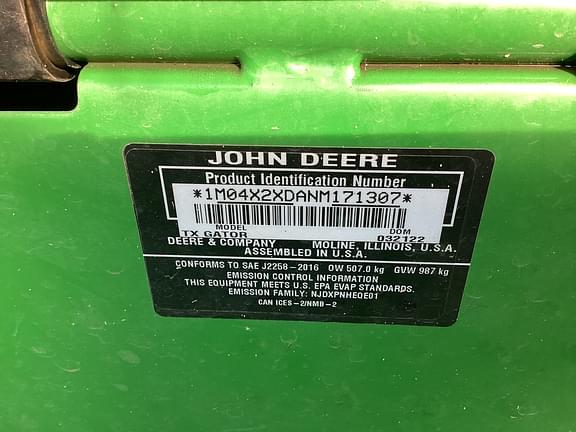 JOHN DEERE
Product Identification Number
*1M04X2XDANM171307*
MODEL DOM
TX GATOR 032122
DEERE & COMPANY MOLINE, ILLINOIS, U.S.A.
ASSEMBLED IN U.S.A.
CONFORMS TO SAE J2258-2016 OW 507.0 kg GVW 987 kg
EMISSION CONTROL INFORMATION
THIS EQUIPMENT MEETS U.S. EPA EVAP STANDARDS.
EMISSION FAMILY: NJDXPNHEQE01
CAN ICES-2/NMB-2